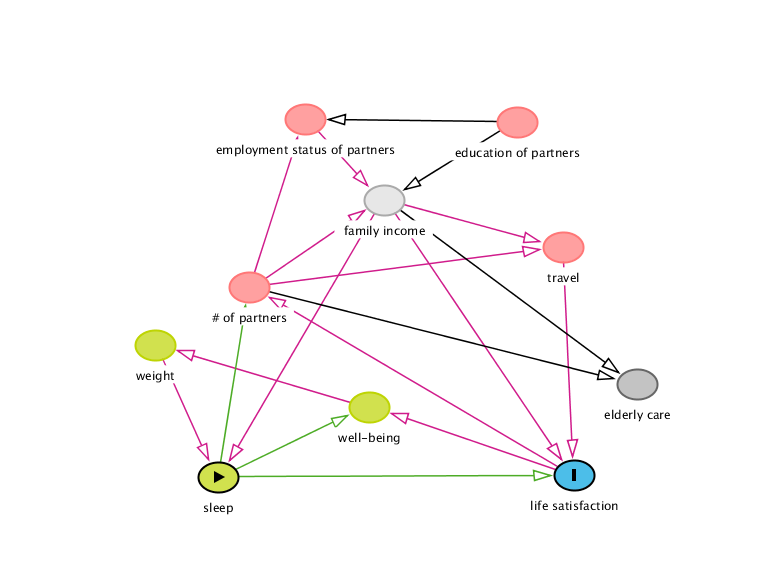 employment status of partners
education of partners
family income
travel
# of partners
weight
elderly care
well-being
sleep
life satisfaction